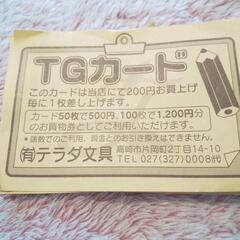 TGカード
このカードは当店にて200円お買上げ
毎に1枚差し上げます。
カード50枚で500円、100枚で1,200円分
のお買物券としてご利用いただけます。
*端数でのご利用、現金とのお引き換えはできません。
(有)テラダ文具
高崎市片岡町2丁目14-10
TEL 027(327)0008(代)